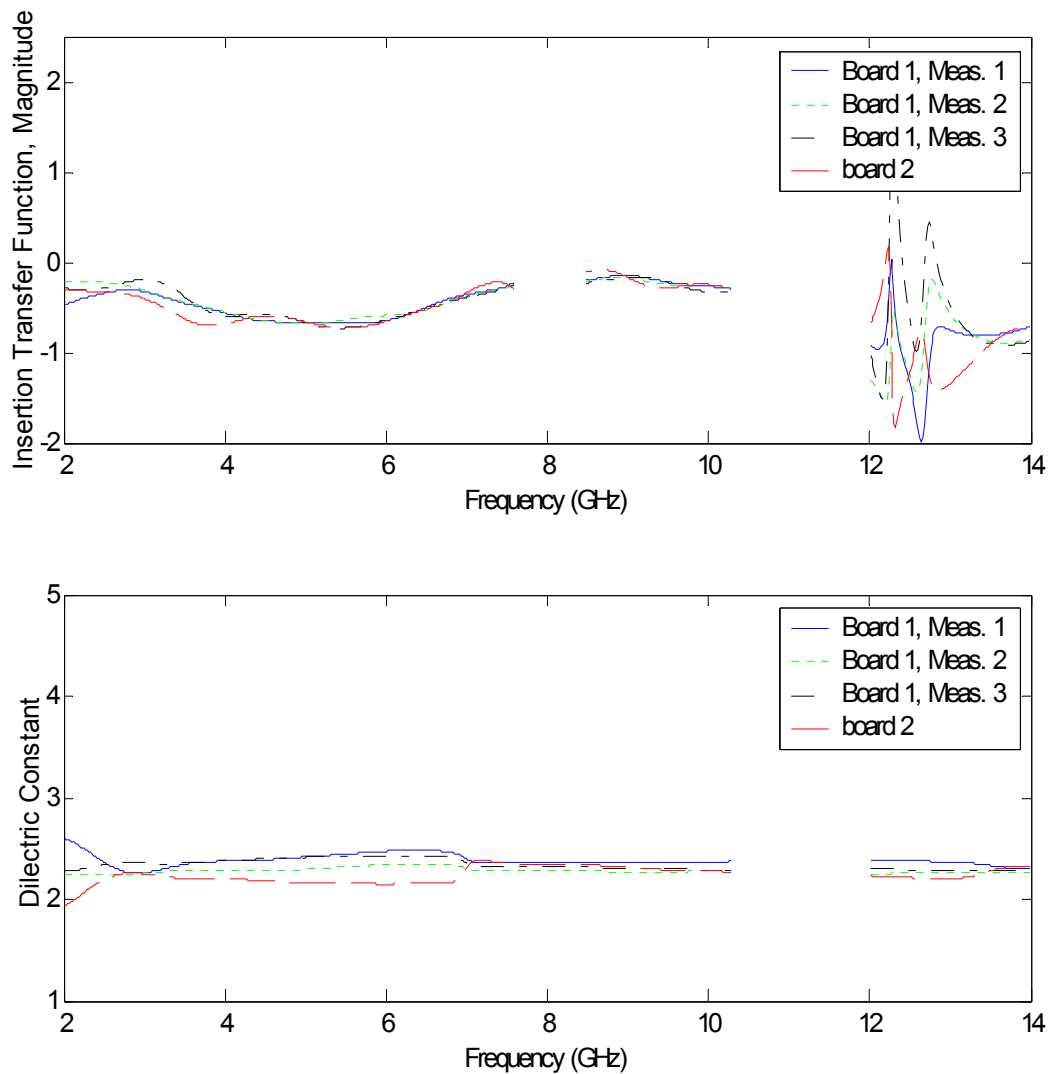 Insertion Transfer Function, Magnitude
2
1
0
-1
-2
2
4
6
8
10
12
14
Frequency (GHz)
Board 1, Meas. 1
Board 1, Meas. 2
Board 1, Meas. 3
board 2
Dilectric Constant
5
4
3
2
1
2
4
6
8
10
12
14
Frequency (GHz)
Board 1, Meas. 1
Board 1, Meas. 2
Board 1, Meas. 3
board 2